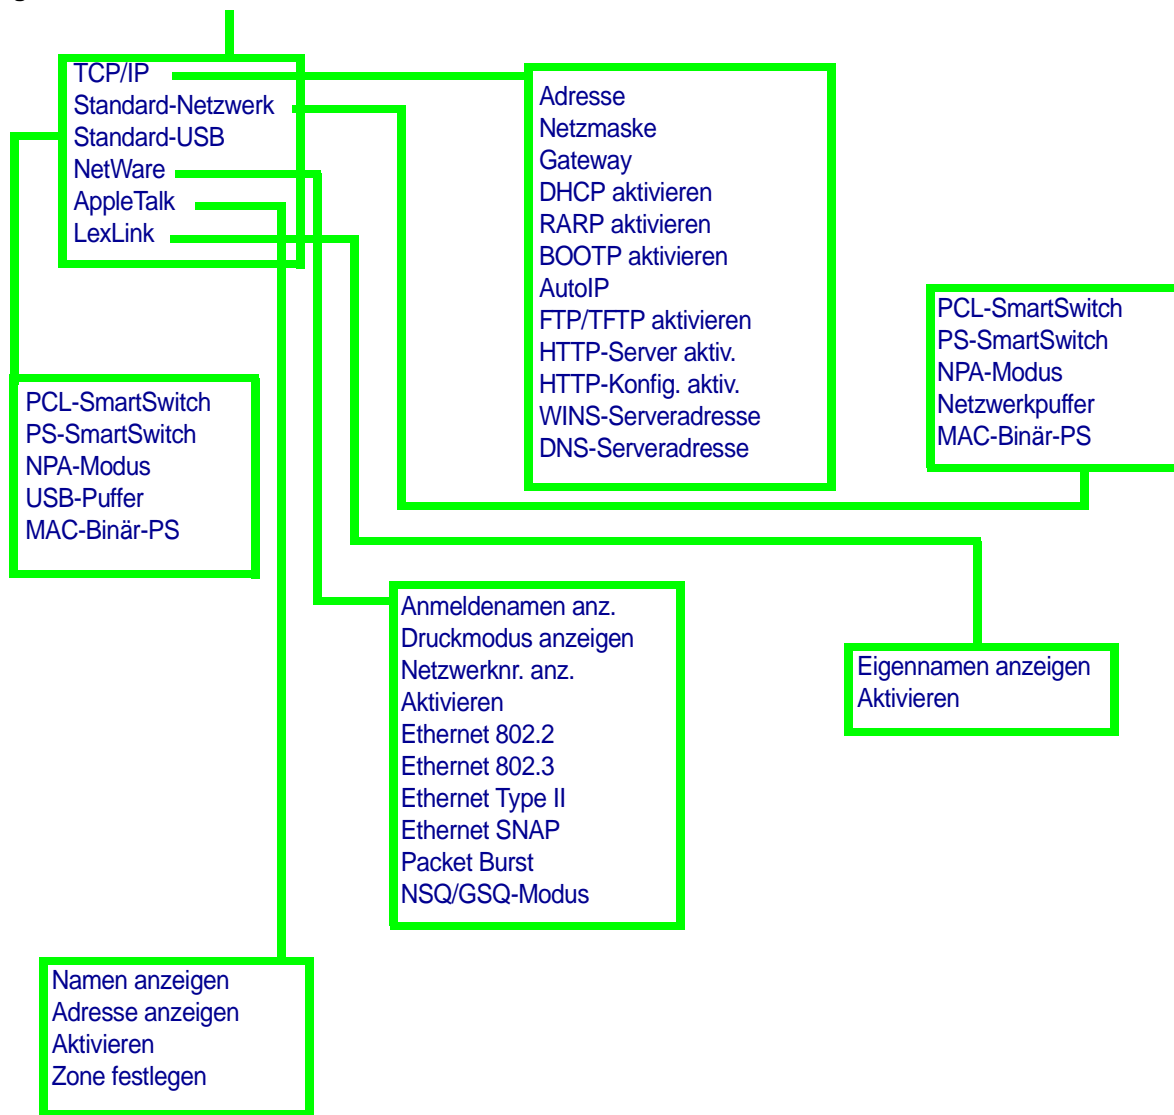 TCP/IP
Standard-Netzwerk
Standard-USB
NetWare
AppleTalk
LexLink
Adresse
Netzmaske
Gateway
DHCP aktivieren
RARP aktivieren
BOOTP aktivieren
AutoIP
FTP/TFTP aktivieren
HTTP-Server aktiv.
HTTP-Konfig. aktiv.
WINS-Serveradresse
DNS-Serveradresse
PCL-SmartSwitch
PS-SmartSwitch
NPA-Modus
Netzwerkpuffer
MAC-Binär-PS
PCL-SmartSwitch
PS-SmartSwitch
NPA-Modus
USB-Puffer
MAC-Binär-PS
Anmeldenamen anz.
Druckmodus anzeigen
Netzwerknr. anz.
Aktivieren
Ethernet 802.2
Ethernet 802.3
Ethernet Type II
Ethernet SNAP
Packet Burst
NSQ/GSQ-Modus
Eigennamen anzeigen
Aktivieren
Namen anzeigen
Adresse anzeigen
Aktivieren
Zone festlegen